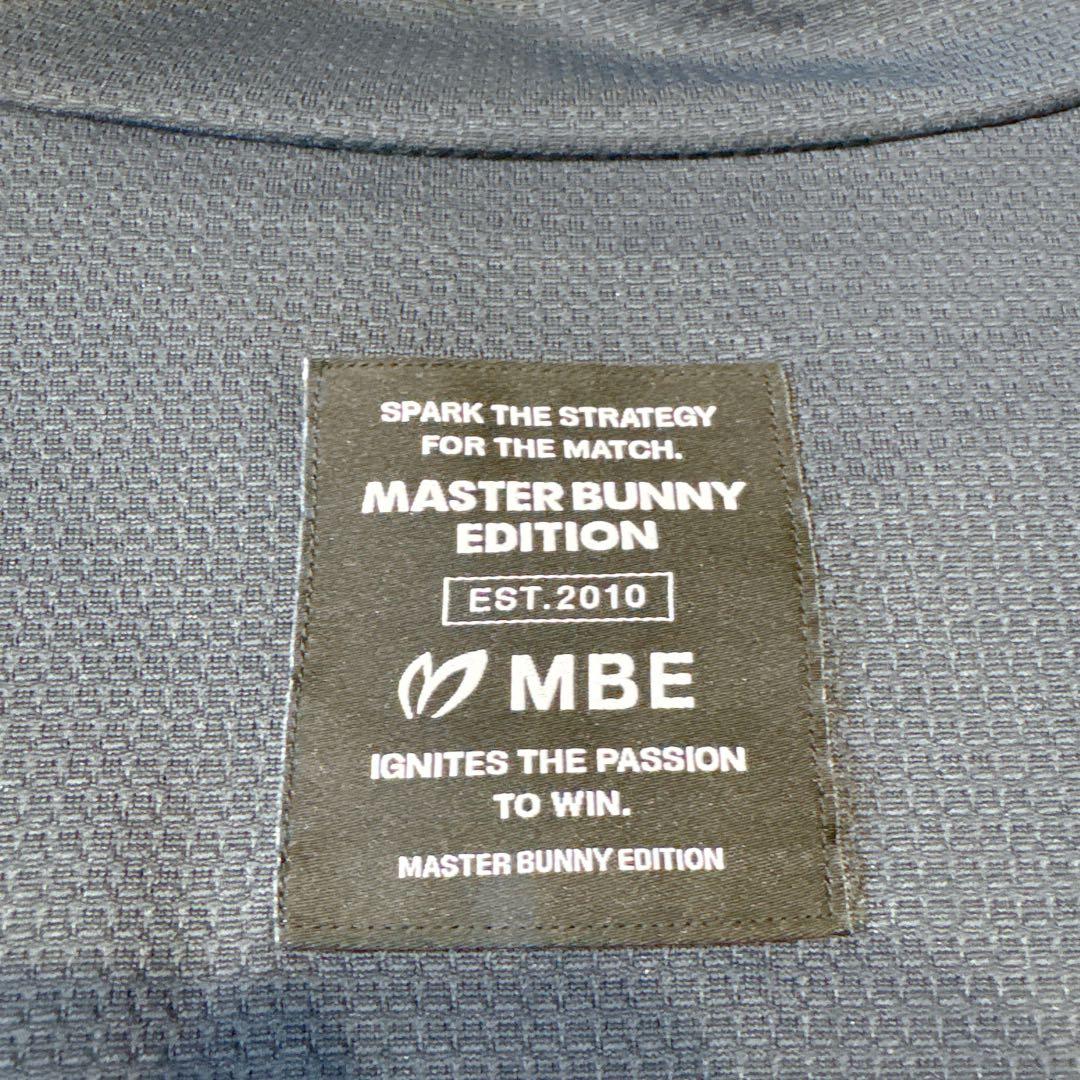 SPARK THE STRATEGY
FOR THE MATCH.
MASTER BUNNY
EDITION
EST.2010
MBE
IGNITES THE PASSION
TO WIN.
MASTER BUNNY EDITION